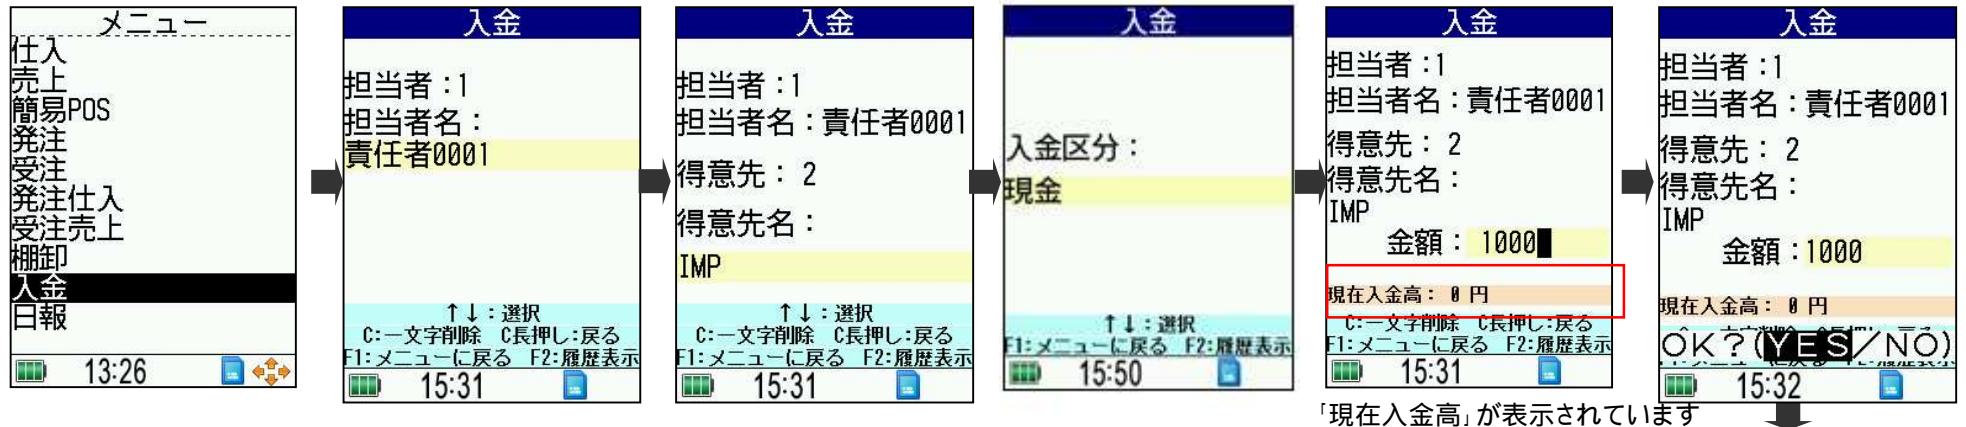 メニュー
仕入
売上
簡易POS
発注
受注
発注仕入
受注売上
棚卸
入金
日報
13:26
入金
担当者：1
担当者名：
責任者0001
↑↓：選択
C:一文字削除 C長押し:戻る
F1:メニューに戻る F2:履歴表示
15:31
入金
担当者：1
担当者名：責任者0001
得意先： 2
得意先名：
IMP
↑↓：選択
C:一文字削除 C長押し:戻る
F1:メニューに戻る F2:履歴表示
15:31
入金
入金区分：
現金
↑↓：選択
F1:メニューに戻る F2:履歴表示
15:50
入金
担当者：1
担当者名：責任者0001
得意先： 2
得意先名：
IMP
金額： 1000
現在入金高： 0 円
C:一文字削除 C長押し:戻る
F1:メニューに戻る F2:履歴表示
15:31
「現在入金高」が表示されています
入金
担当者：1
担当者名：責任者0001
得意先： 2
得意先名：
IMP
金額：1000
現在入金高： 0 円
OK？(YES／NO)
15:32